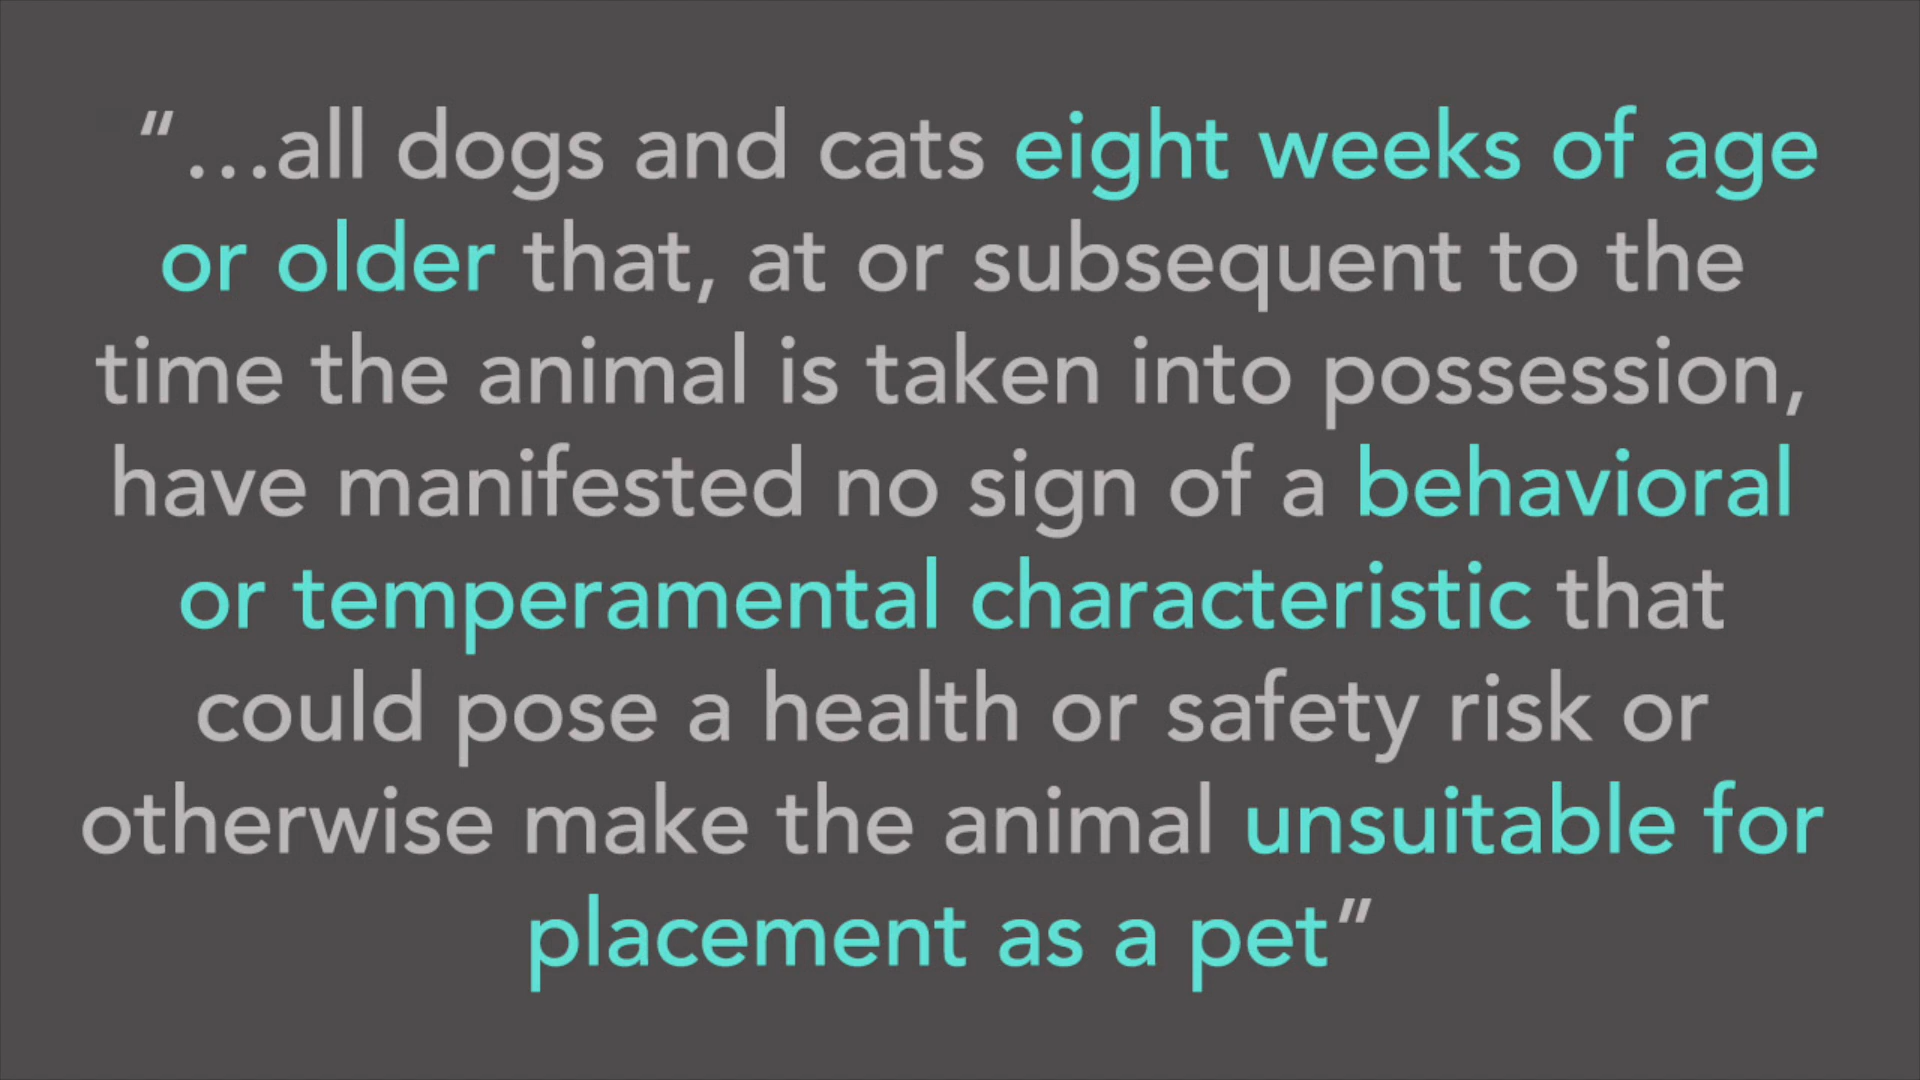 “...all dogs and cats eight weeks of age
or older that, at or subsequent to the
time the animal is taken into possession,
have manifested no sign of a behavioral
or temperamental characteristic that
could pose a health or safety risk or
otherwise make the animal unsuitable for
placement as a pet”